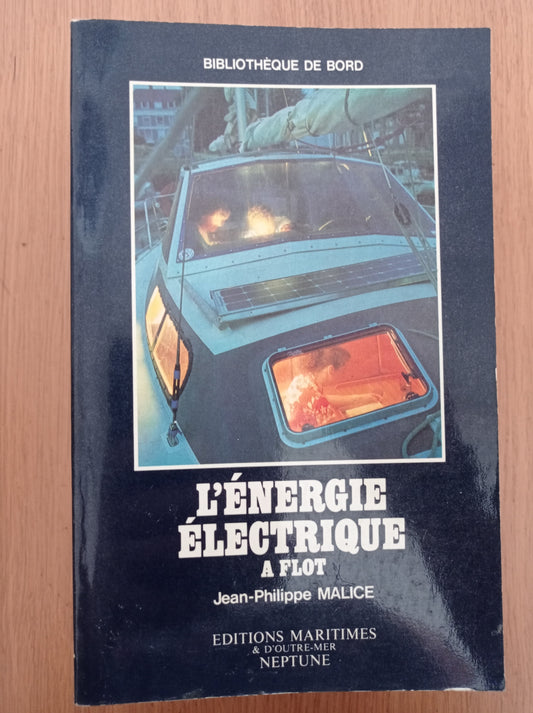 BIBLIOTHÈQUE DE BORD
L'ÉNERGIE
ÉLECTRIQUE
A FLOT
Jean-Philippe MALICE
EDITIONS MARITIMES
& D'OUTRE-MER
NEPTUNE